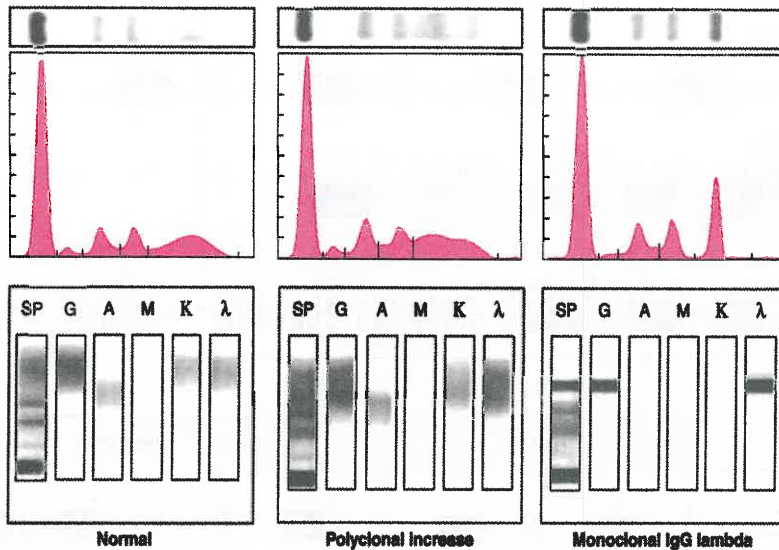 SP G A M K λ
SP G A M K λ
SP G A M K λ
Normal
Polyclonal increase
Monoclonal IgG lambda